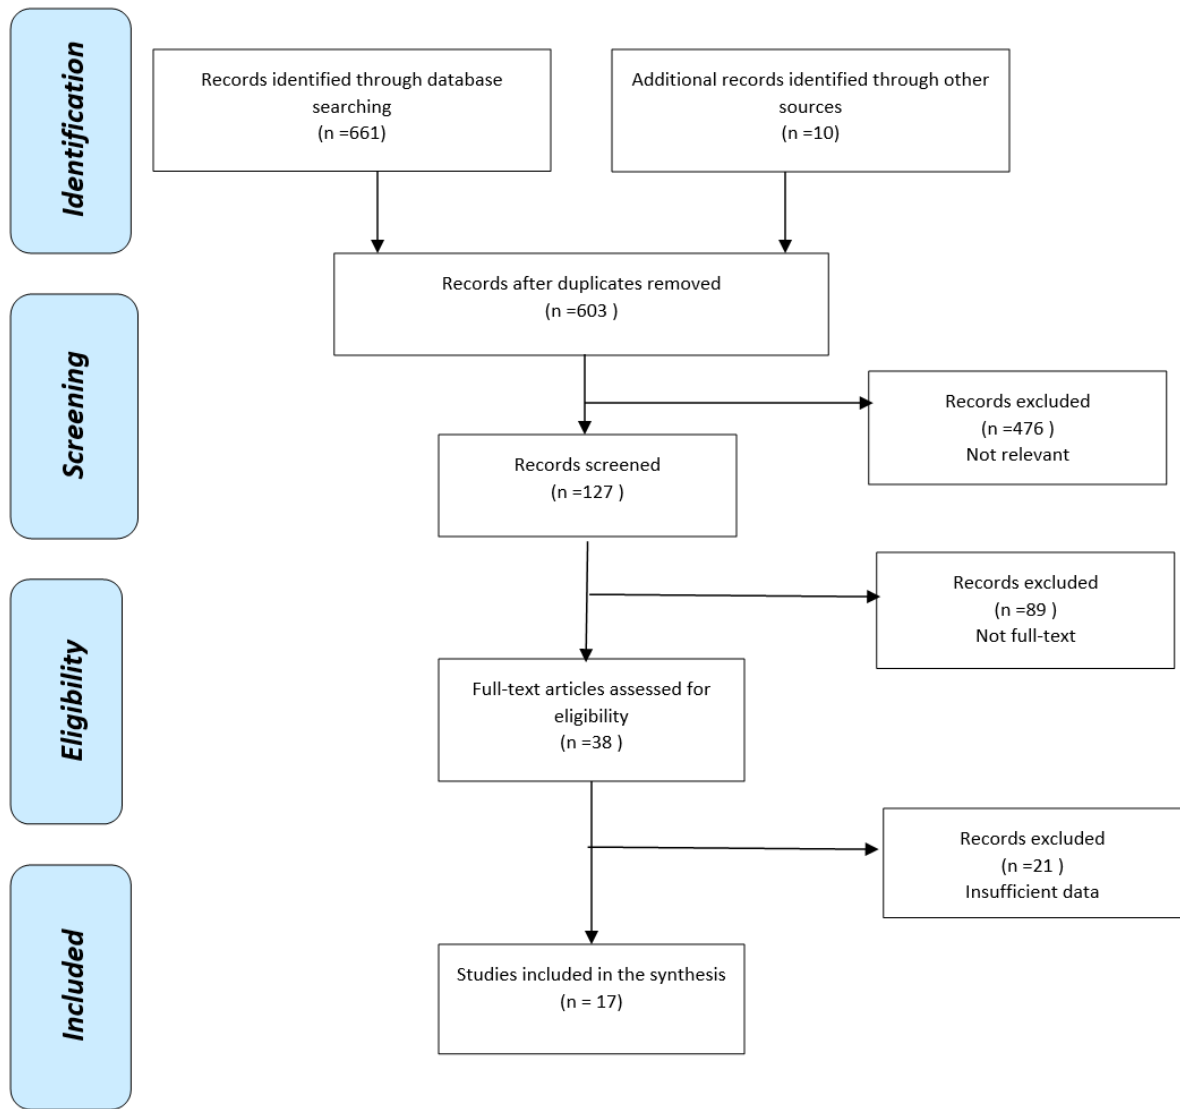 Identification
Records identified through database
searching
(n =661)
Additional records identified through other
sources
(n =10)
Records after duplicates removed
(n =603 )
Screening
Records excluded
(n =476 )
Not relevant
Records screened
(n =127 )
Records excluded
(n =89 )
Not full-text
Eligibility
Full-text articles assessed for
eligibility
(n =38 )
Records excluded
(n =21 )
Insufficient data
Included
Studies included in the synthesis
(n = 17)